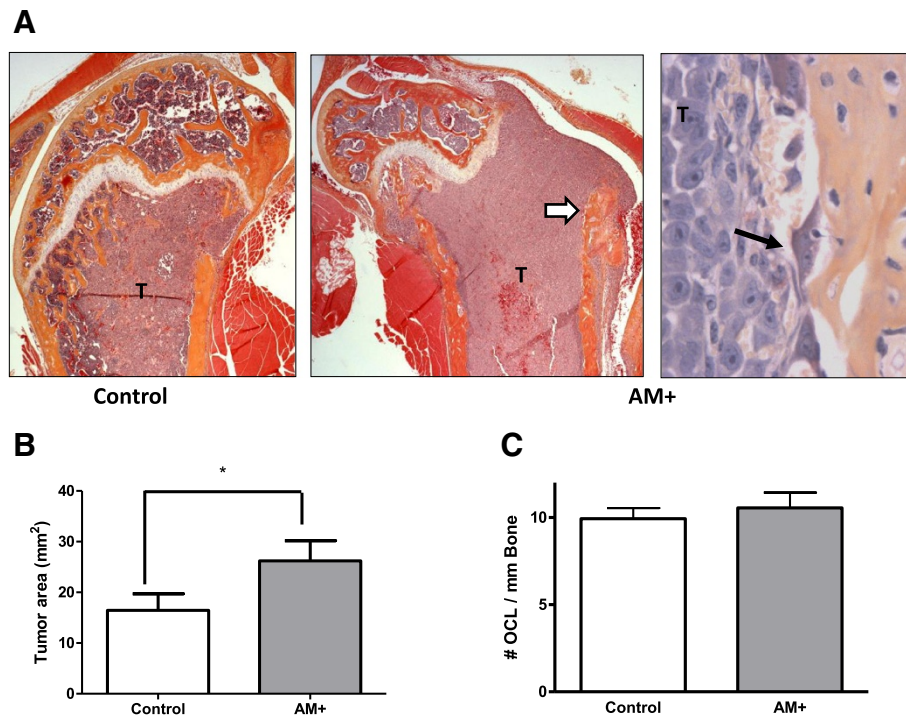 A
T
T
T
Control
AM+
B
*
Tumor area (mm²)
40
30
20
10
0
Control
AM+
C
# OCL / mm Bone
10
5
0
Control
AM+